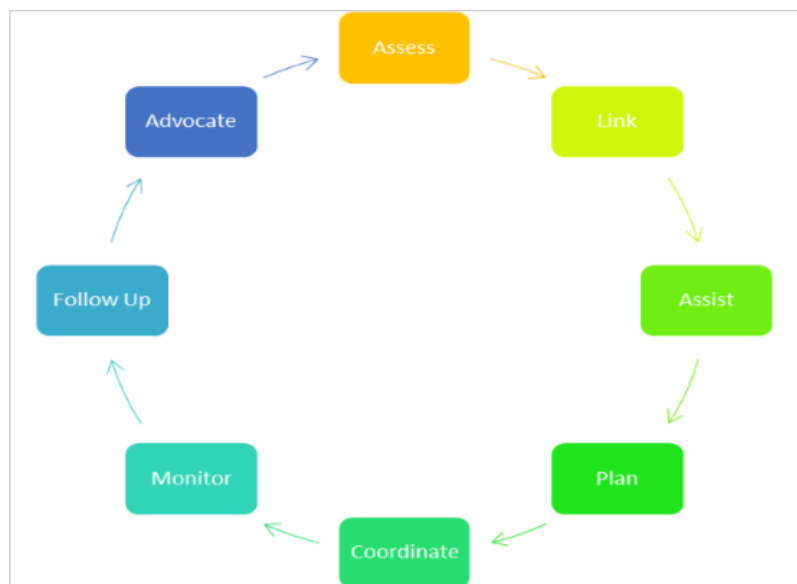 Assess
Link
Assist
Plan
Coordinate
Monitor
Follow Up
Advocate